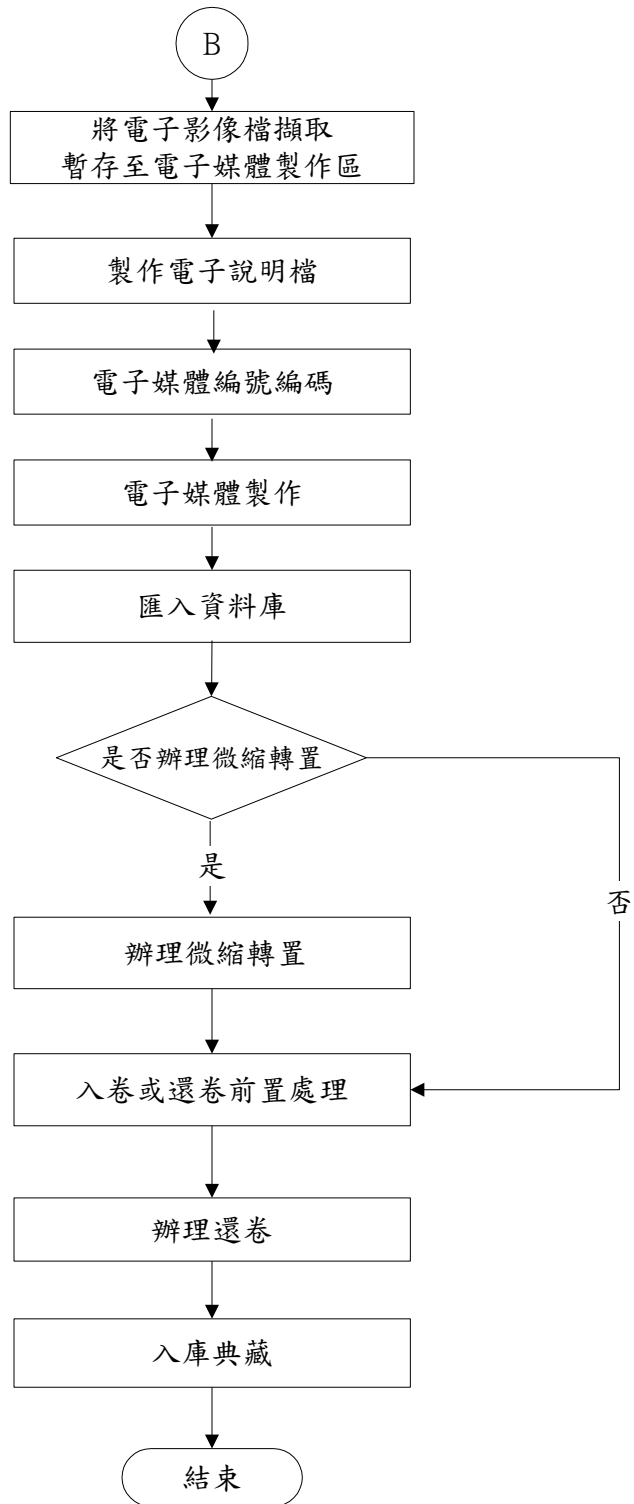 B
將電子影像檔擷取
暫存至電子媒體製作區
製作電子說明檔
電子媒體編號編碼
電子媒體製作
匯入資料庫
是否辦理微縮轉置
是
否
辦理微縮轉置
入卷或還卷前置處理
辦理還卷
入庫典藏
結束